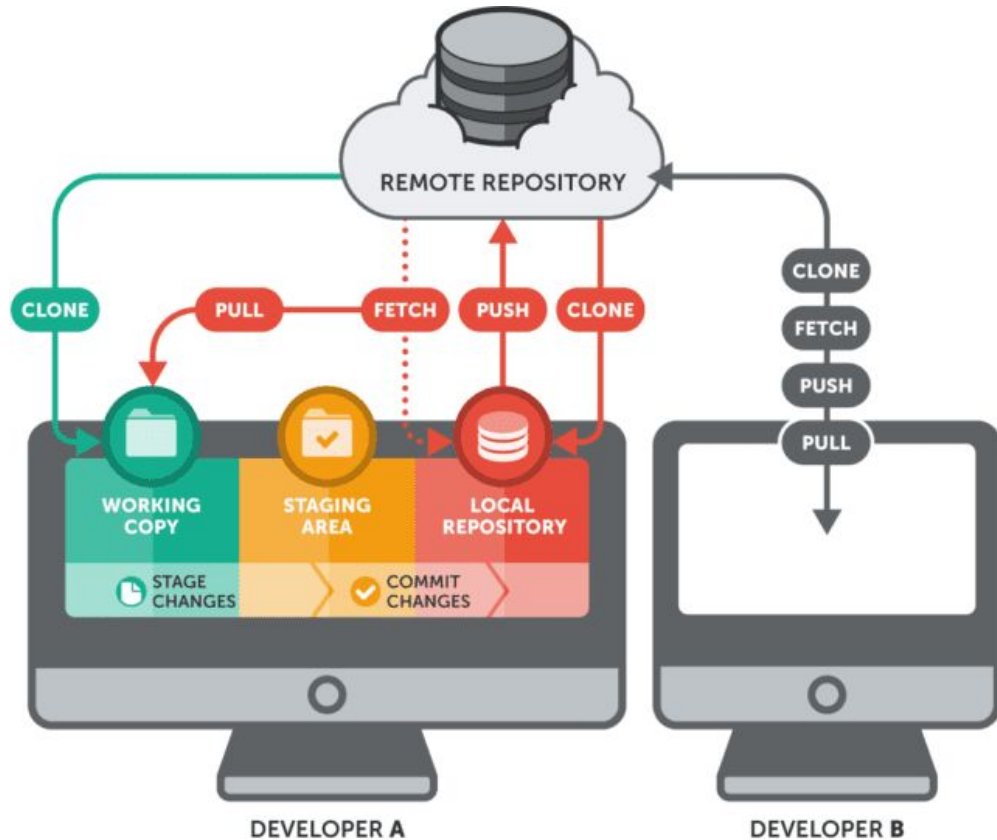 REMOTE REPOSITORY
CLONE
PULL
FETCH
PUSH
CLONE
CLONE
FETCH
PUSH
PULL
WORKING
COPY
STAGING
AREA
LOCAL
REPOSITORY
STAGE
CHANGES
COMMIT
CHANGES
DEVELOPER A
DEVELOPER B